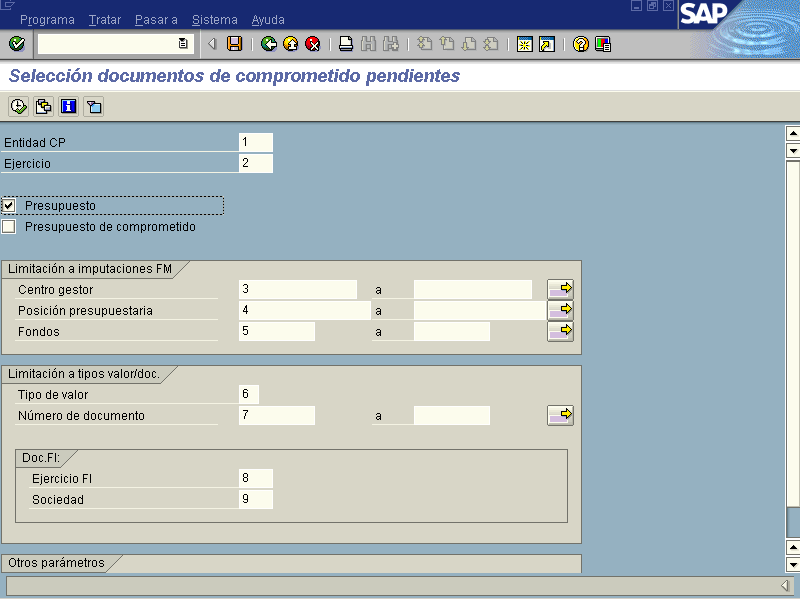 Programa Tratar Pasar a Sistema Ayuda
SAP
Selección documentos de comprometido pendientes
Entidad CP 1
Ejercicio 2
Presupuesto
Presupuesto de comprometido
Limitación a imputaciones FM
Centro gestor 3 a
Posición presupuestaria 4 a
Fondos 5 a
Limitación a tipos valor/doc.
Tipo de valor 6
Número de documento 7 a
Doc.FI:
Ejercicio FI 8
Sociedad 9
Otros parámetros